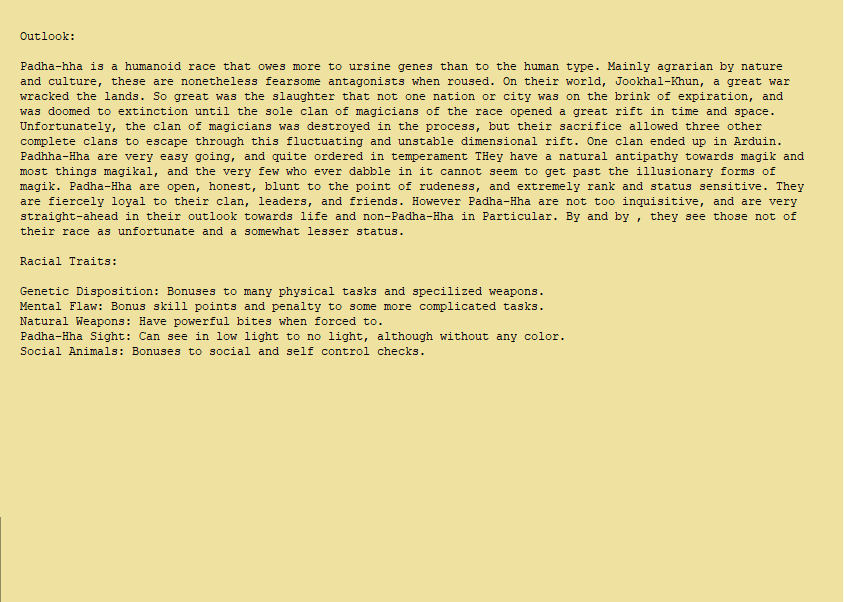 Outlook:
Padha-hha is a humanoid race that owes more to ursine genes than to the human type. Mainly agrarian by nature
and culture, these are nonetheless fearsome antagonists when roused. On their world, Jookhal-Khun, a great war
wracked the lands. So great was the slaughter that not one nation or city was on the brink of expiration, and
was doomed to extinction until the sole clan of magicians of the race opened a great rift in time and space.
Unfortunately, the clan of magicians was destroyed in the process, but their sacrifice allowed three other
complete clans to escape through this fluctuating and unstable dimensional rift. One clan ended up in Arduin.
Padhha-Hha are very easy going, and quite ordered in temperament THey have a natural antipathy towards magik and
most things magikal, and the very few who ever dabble in it cannot seem to get past the illusionary forms of
magik. Padha-Hha are open, honest, blunt to the point of rudeness, and extremely rank and status sensitive. They
are fiercely loyal to their clan, leaders, and friends. However Padha-Hha are not too inquisitive, and are very
straight-ahead in their outlook towards life and non-Padha-Hha in Particular. By and by , they see those not of
their race as unfortunate and a somewhat lesser status.
Racial Traits:
Genetic Disposition: Bonuses to many physical tasks and specilized weapons.
Mental Flaw: Bonus skill points and penalty to some more complicated tasks.
Natural Weapons: Have powerful bites when forced to.
Padha-Hha Sight: Can see in low light to no light, although without any color.
Social Animals: Bonuses to social and self control checks.